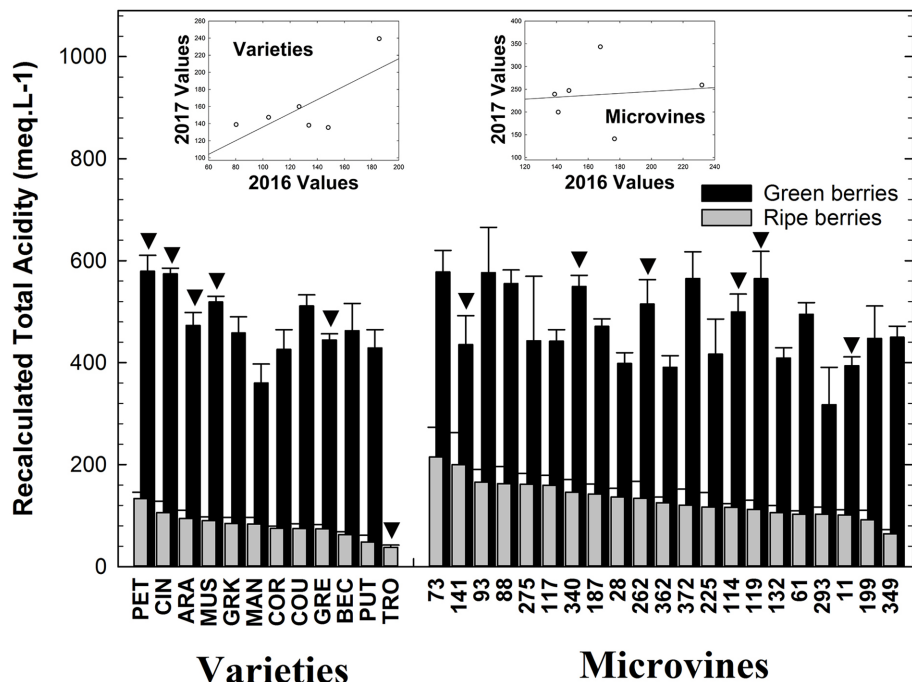 1000
800
600
400
200
0
Recalculated Total Acidity (meq.L-1)
260
240
220
200
180
160
140
120
100
2017 Values
Varieties
60 80 100 120 140 160 180 200
2016 Values
400
350
300
250
200
150
100
2017 Values
Microvines
120 140 160 180 200 220 240
2016 Values
Green berries
Ripe berries
PET
CIN
ARA
MUS
GRK
MAN
COR
COU
GRE
BEC
PUT
TRO
73
141
93
88
275
117
340
187
28
262
362
372
225
114
119
132
61
293
11
199
349
Varieties
Microvines